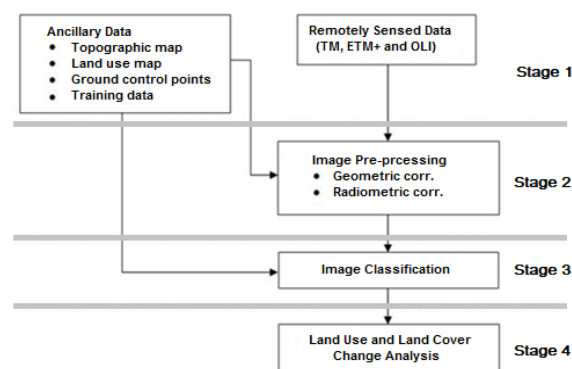 Ancillary Data
• Topographic map
• Land use map
• Ground control points
• Training data
Remotely Sensed Data
(TM, ETM+ and OLI)
Stage 1
Image Pre-prcessing
• Geometric corr.
• Radiometric corr.
Stage 2
Image Classification
Stage 3
Land Use and Land Cover
Change Analysis
Stage 4